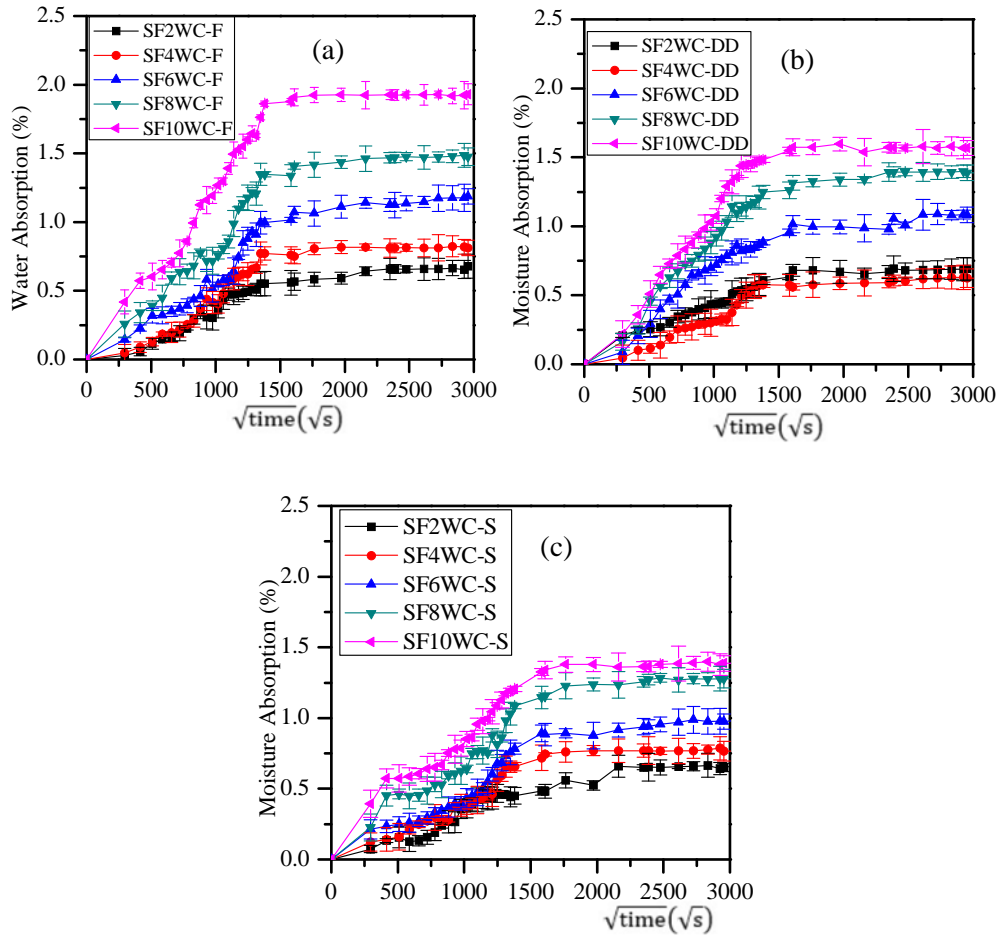 (a)
SF2WC-F
SF4WC-F
SF6WC-F
SF8WC-F
SF10WC-F
Water Absorption (%)
2.5
2.0
1.5
1.0
0.5
0.0
0 500 1000 1500 2000 2500 3000
√time(√s)
(b)
SF2WC-DD
SF4WC-DD
SF6WC-DD
SF8WC-DD
SF10WC-DD
Moisture Absorption (%)
2.5
2.0
1.5
1.0
0.5
0.0
0 500 1000 1500 2000 2500 3000
√time(√s)
(c)
SF2WC-S
SF4WC-S
SF6WC-S
SF8WC-S
SF10WC-S
Moisture Absorption (%)
2.5
2.0
1.5
1.0
0.5
0.0
0 500 1000 1500 2000 2500 3000
√time(√s)